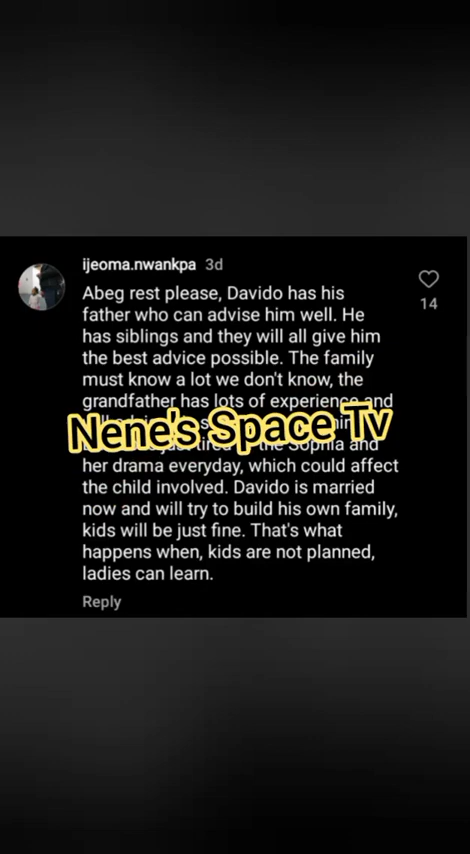 ijeoma.nwankpa 3d
Abeg rest please, Davido has his
father who can advise him well. He
has siblings and they will all give him
the best advice possible. The family
must know a lot we don't know, the
grandfather has lots of experience and
Nene's Space Tv
the Sophia and
her drama everyday, which could affect
the child involved. Davido is married
now and will try to build his own family,
kids will be just fine. That's what
happens when, kids are not planned,
ladies can learn.
Reply
14